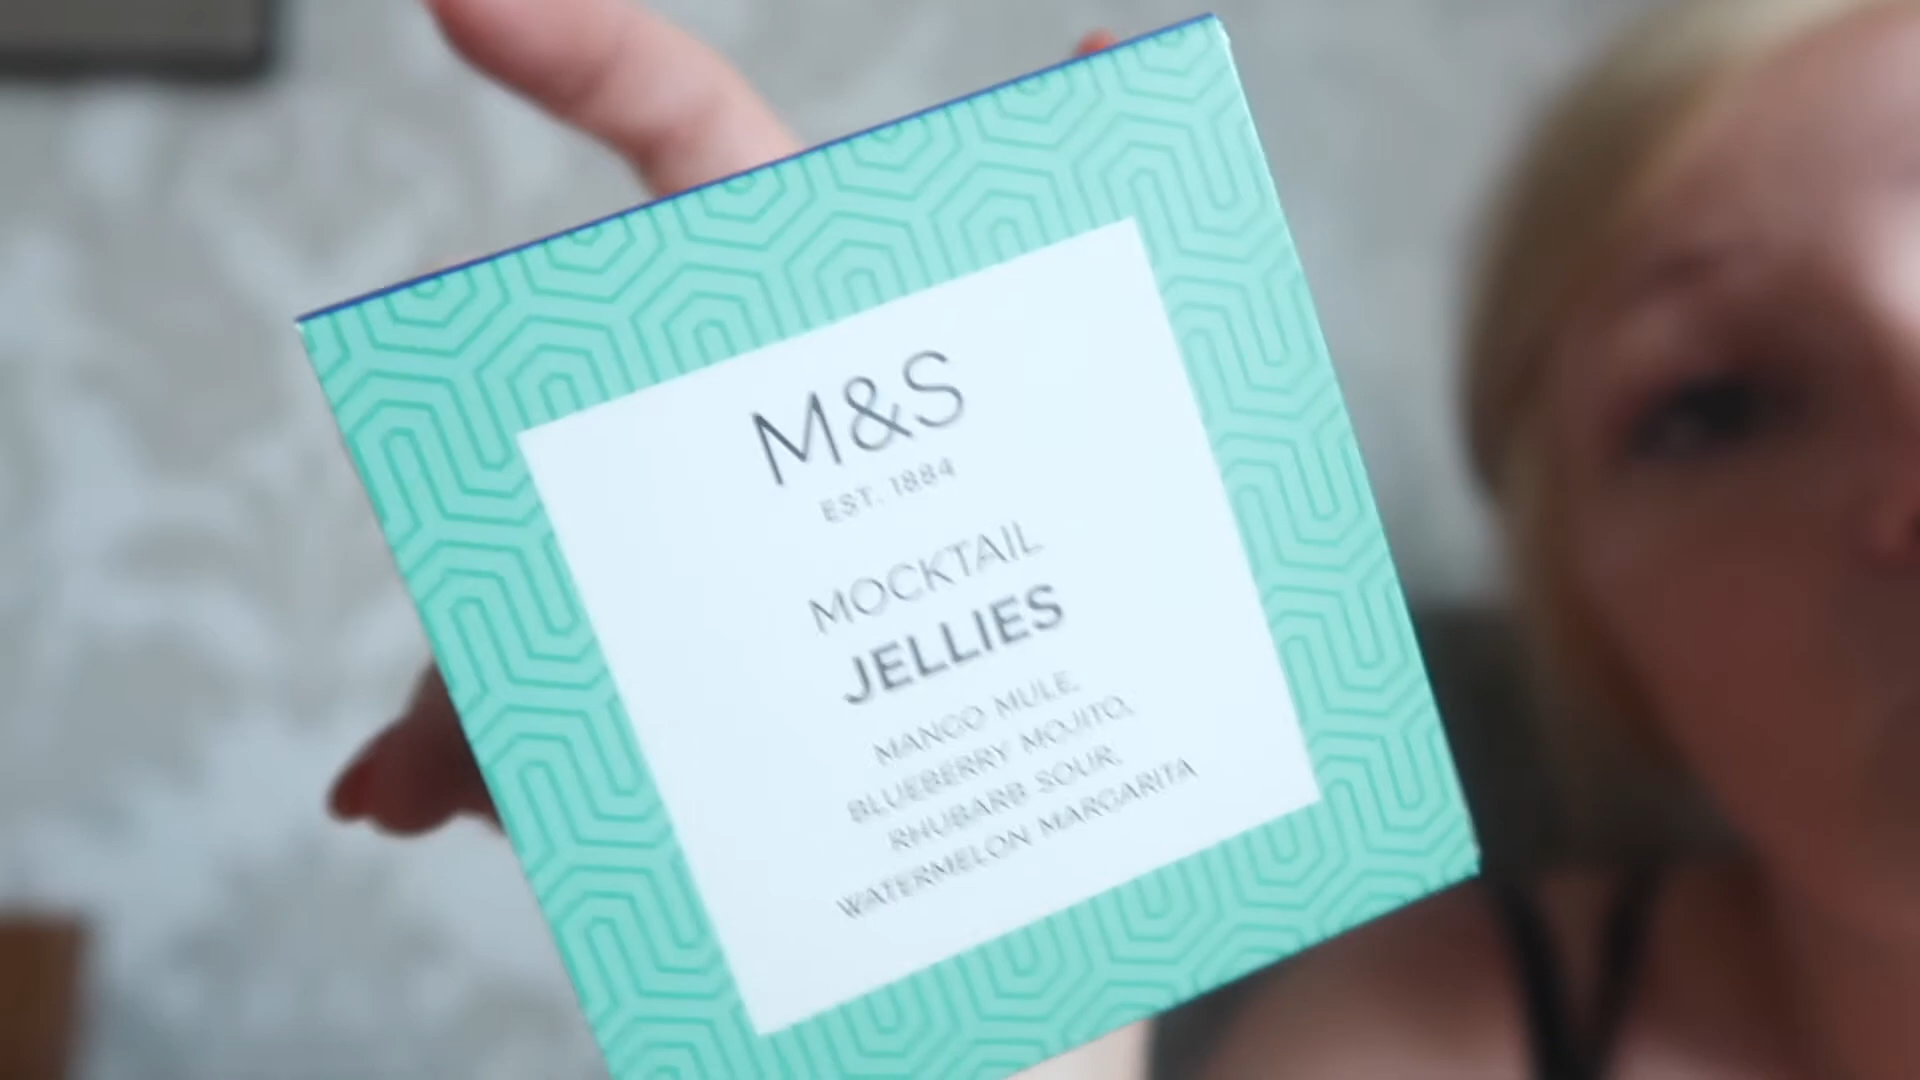 M&S
EST. 1884
MOCKTAIL
JELLIES
MANGO MULE,
BLUEBERRY MOJITO,
RHUBARB SOUR,
WATERMELON MARGARITA